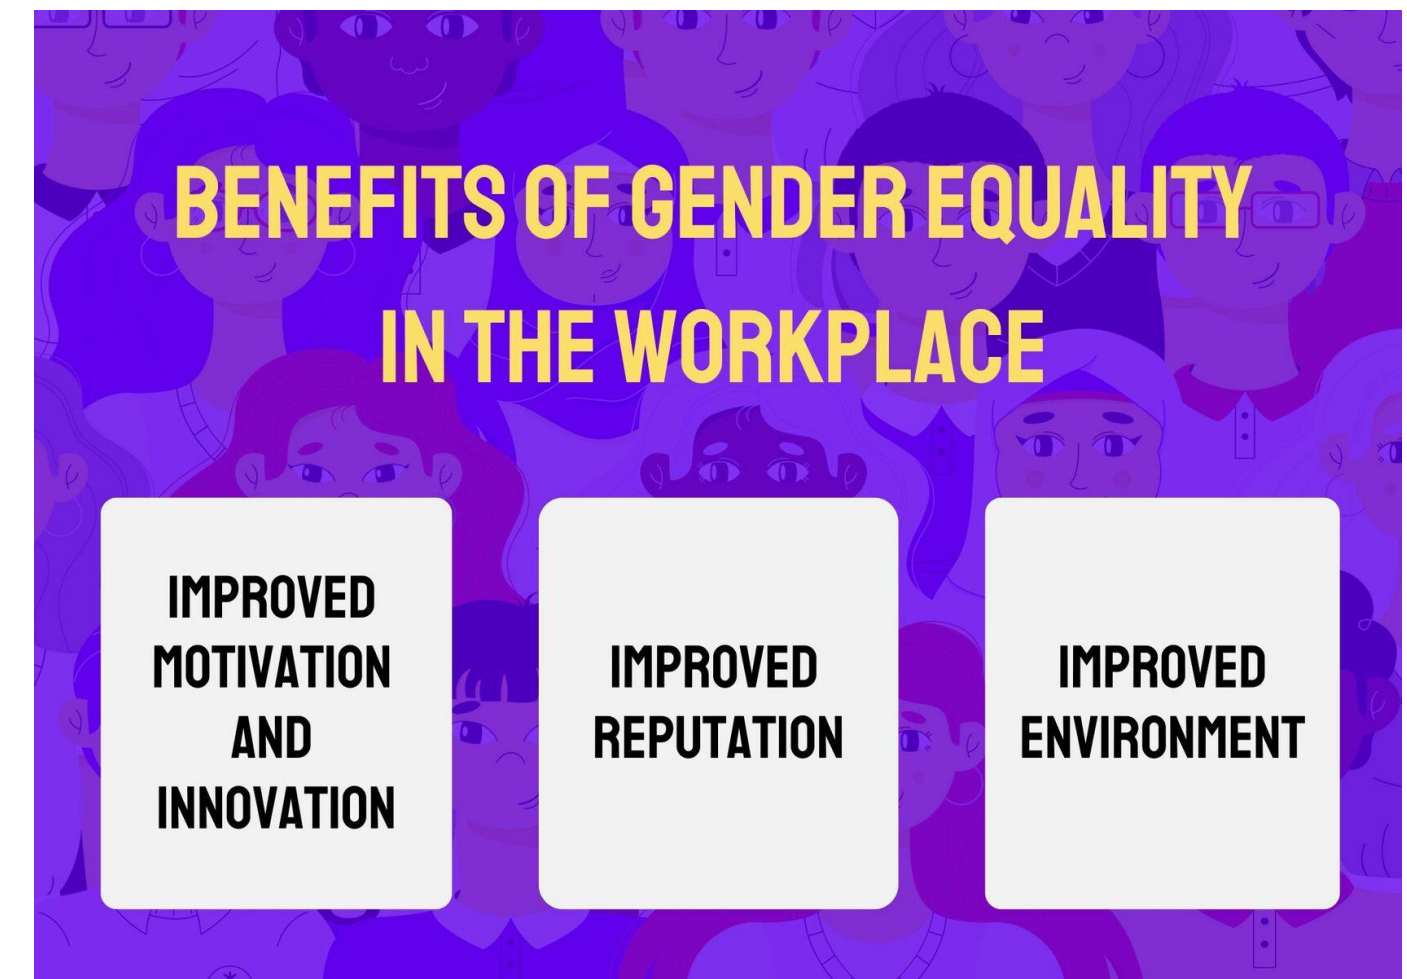 BENEFITS OF GENDER EQUALITY
IN THE WORKPLACE
IMPROVED
MOTIVATION
AND
INNOVATION
IMPROVED
REPUTATION
IMPROVED
ENVIRONMENT